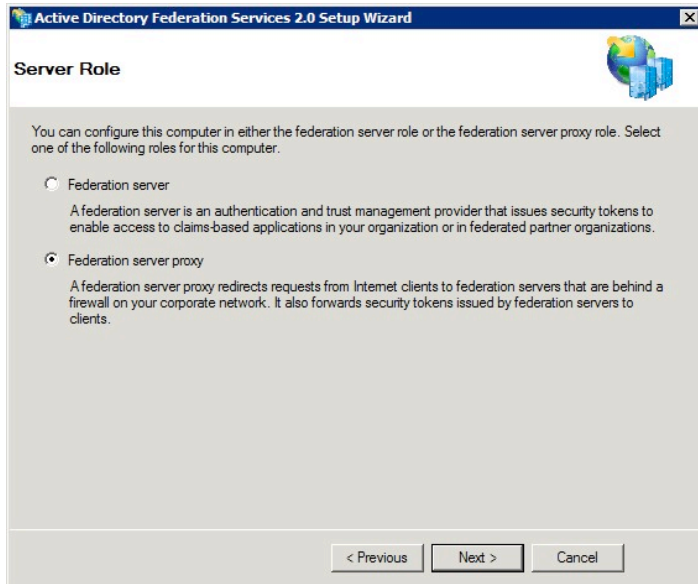 Active Directory Federation Services 2.0 Setup Wizard
Server Role
You can configure this computer in either the federation server role or the federation server proxy role. Select
one of the following roles for this computer.
Federation server
A federation server is an authentication and trust management provider that issues security tokens to
enable access to claims-based applications in your organization or in federated partner organizations.
Federation server proxy
A federation server proxy redirects requests from Internet clients to federation servers that are behind a
firewall on your corporate network. It also forwards security tokens issued by federation servers to
clients.
< Previous
Next >
Cancel